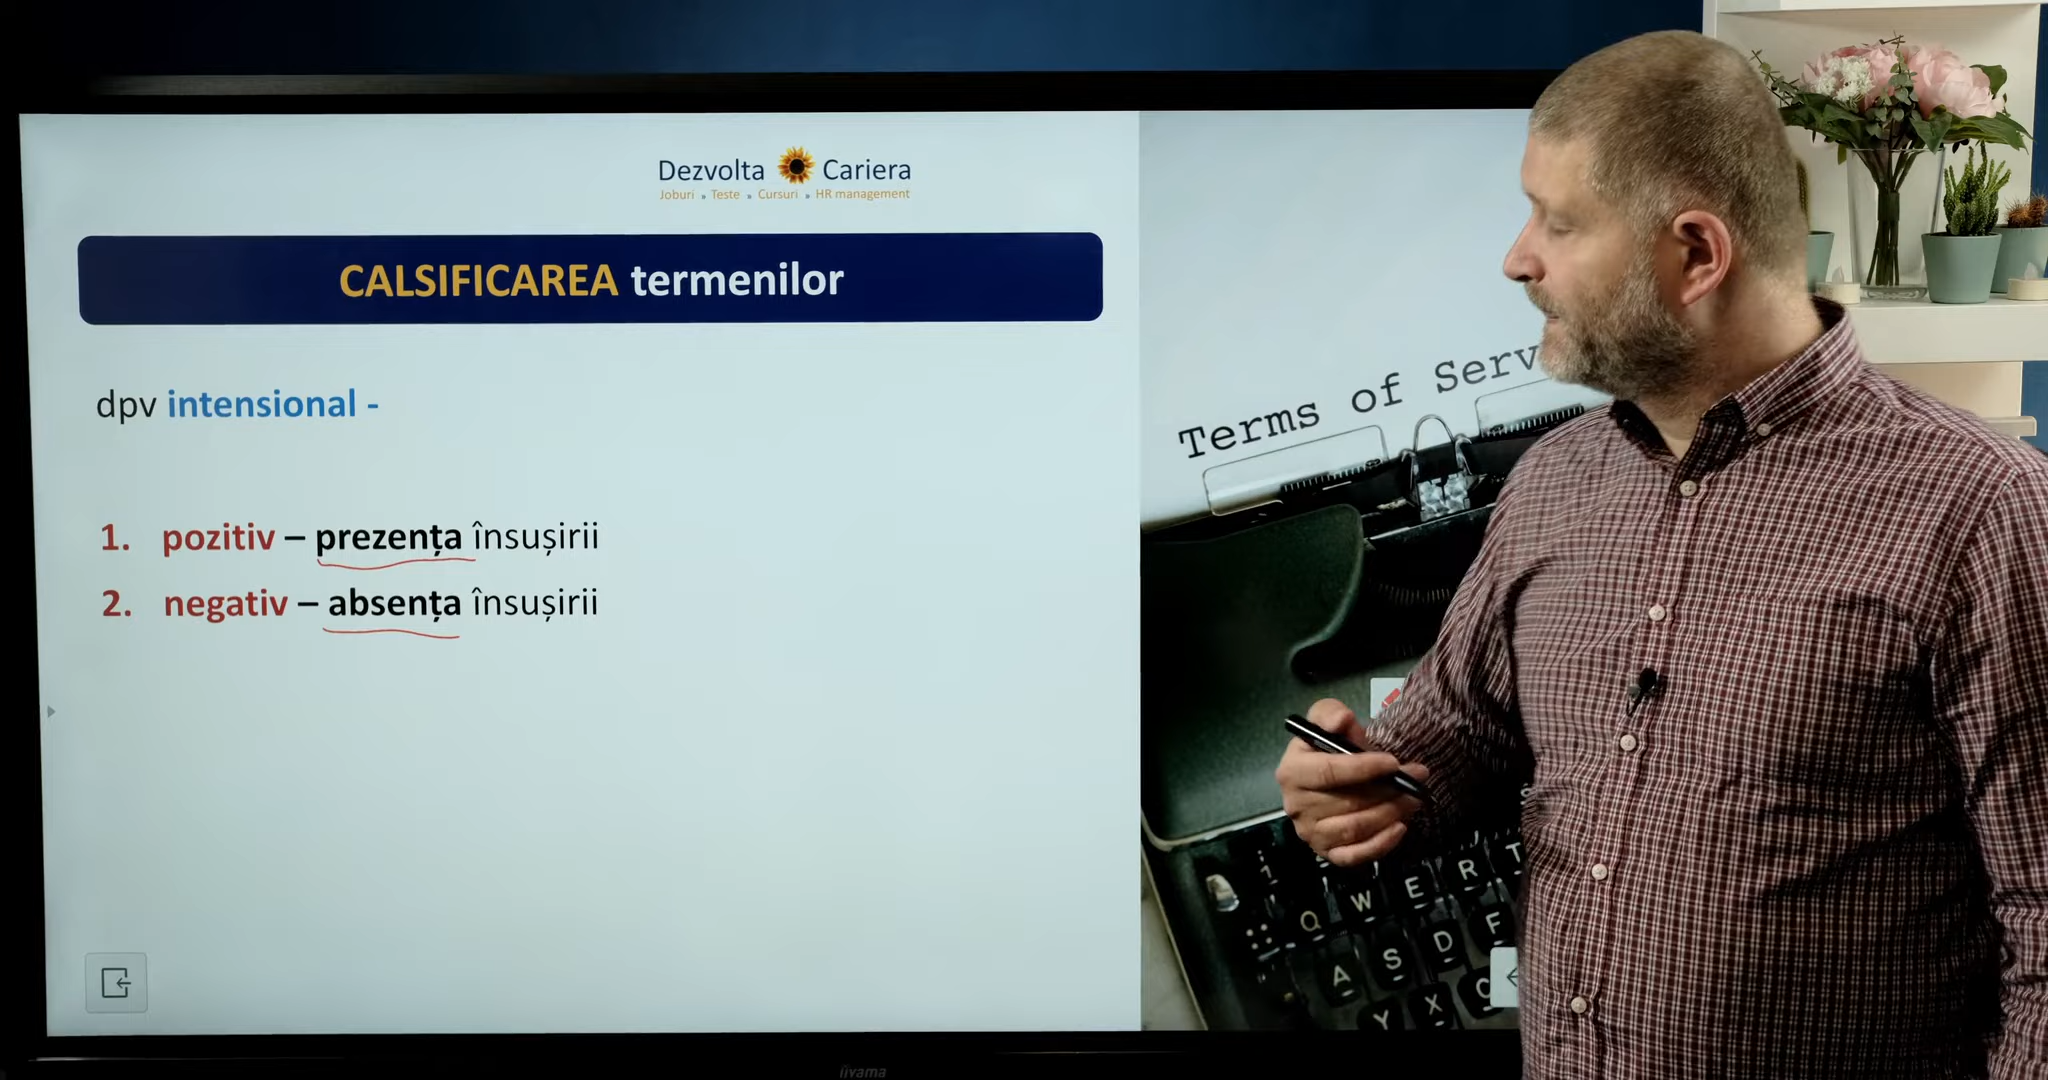 Dezvolta Cariera
Joburi • Teste • Cursuri • HR management
CALSIFICAREA termenilor
dpv intensional -
1. pozitiv – prezența însușirii
2. negativ – absența însușirii
Terms of Serv
Q W E R T
A S D F
Y X C
iiyama